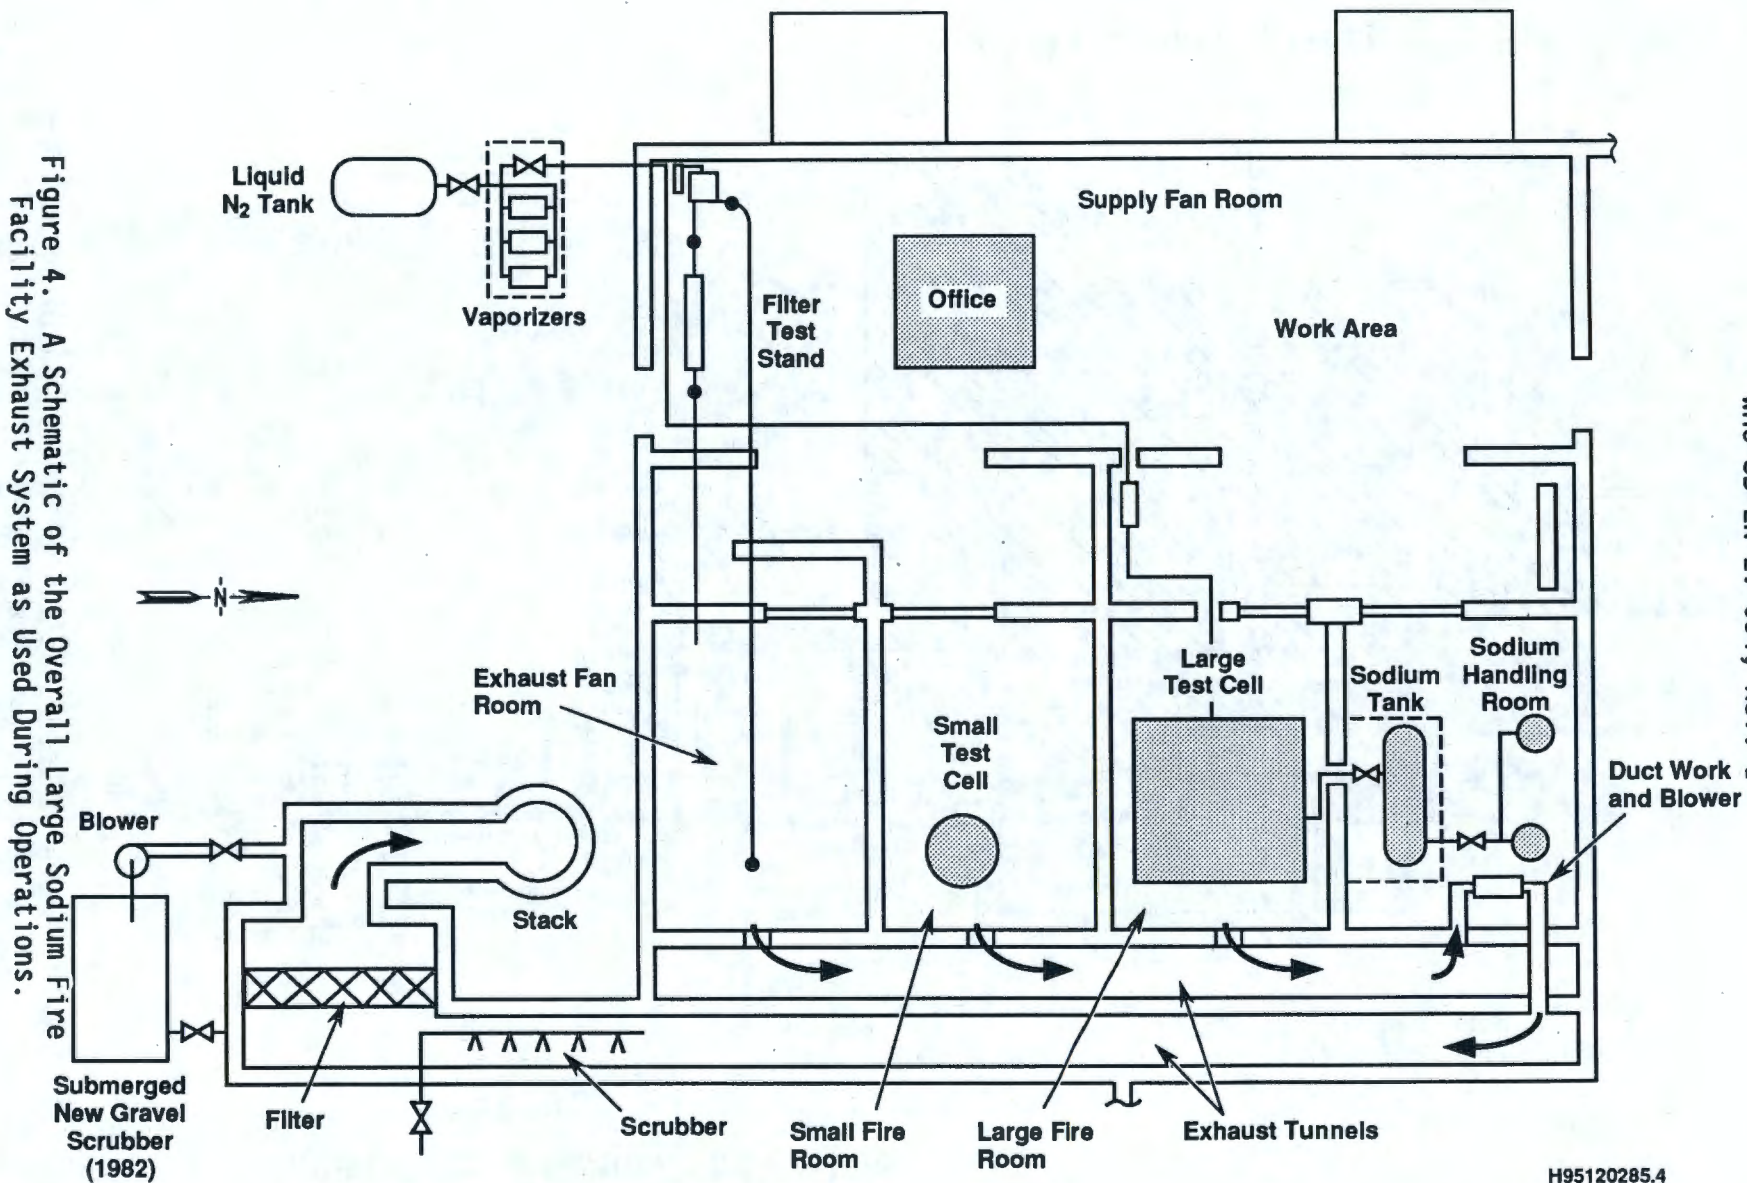 Liquid
N2 Tank
Vaporizers
Filter
Test
Stand
Supply Fan Room
Office
Work Area
N
Exhaust Fan
Room
Small
Test
Cell
Large
Test Cell
Sodium
Tank
Sodium
Handling
Room
Duct Work
and Blower
Blower
Stack
Submerged
New Gravel
Scrubber
(1982)
Filter
Scrubber
Small Fire
Room
Large Fire
Room
Exhaust Tunnels
H95120285.4
Figure 4. A Schematic of the Overall Large Sodium Fire
Facility Exhaust System as Used During Operations.